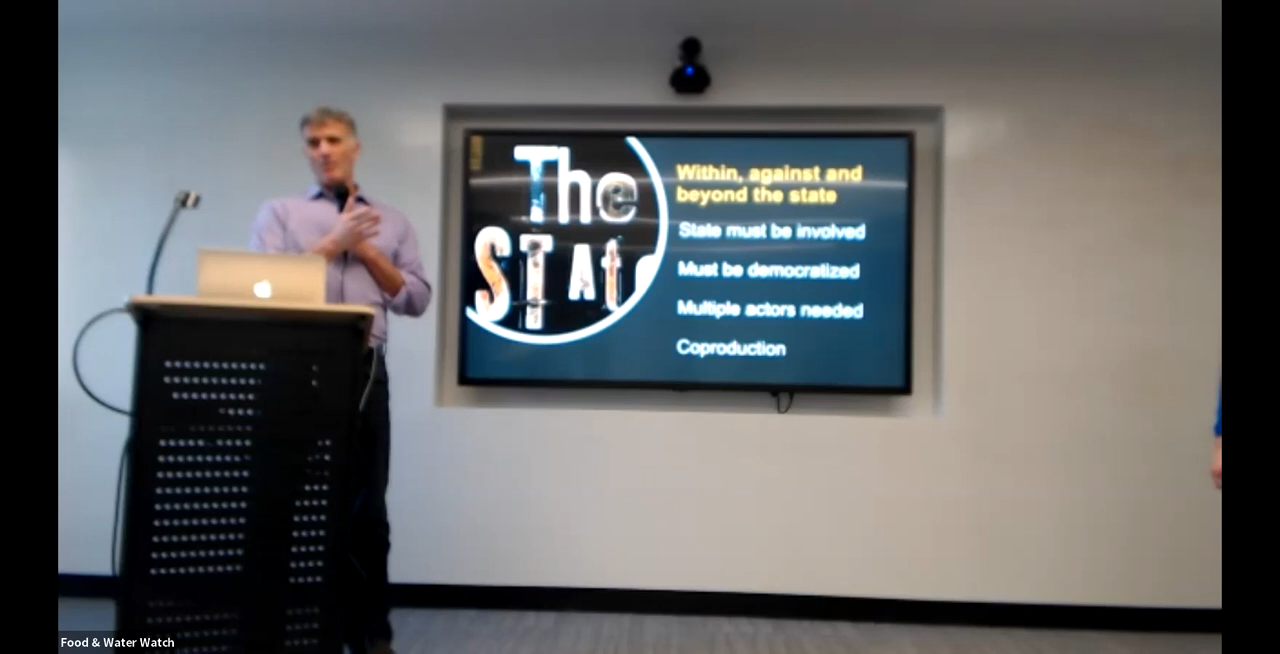 The
STATe
Within, against and
beyond the state
State must be involved
Must be democratized
Multiple actors needed
Coproduction
Food & Water Watch